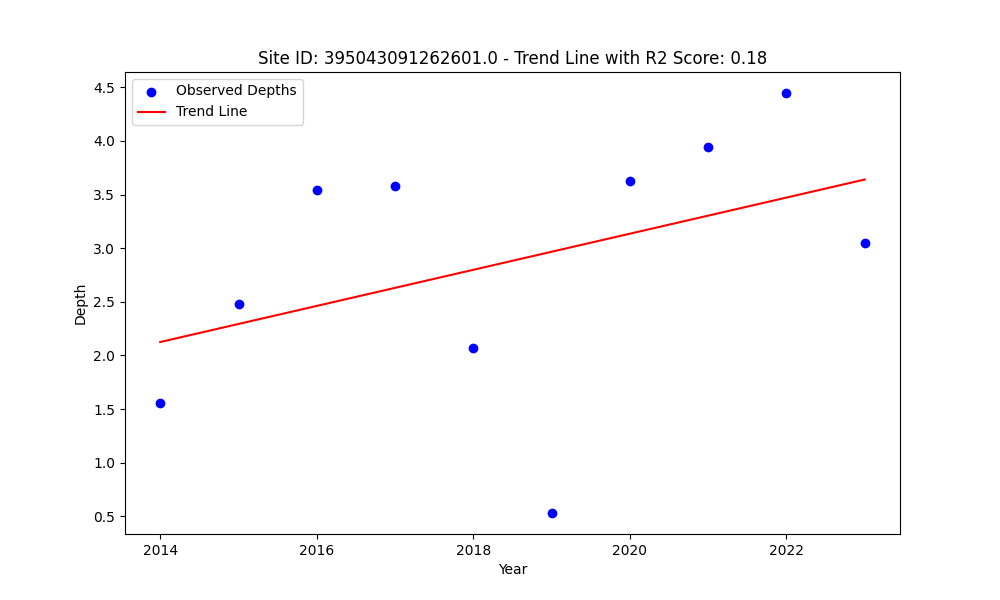 Site ID: 395043091262601.0 - Trend Line with R2 Score: 0.18
Observed Depths
Trend Line
4.5
4.0
3.5
3.0
2.5
2.0
1.5
1.0
0.5
Depth
2014
2016
2018
2020
2022
Year